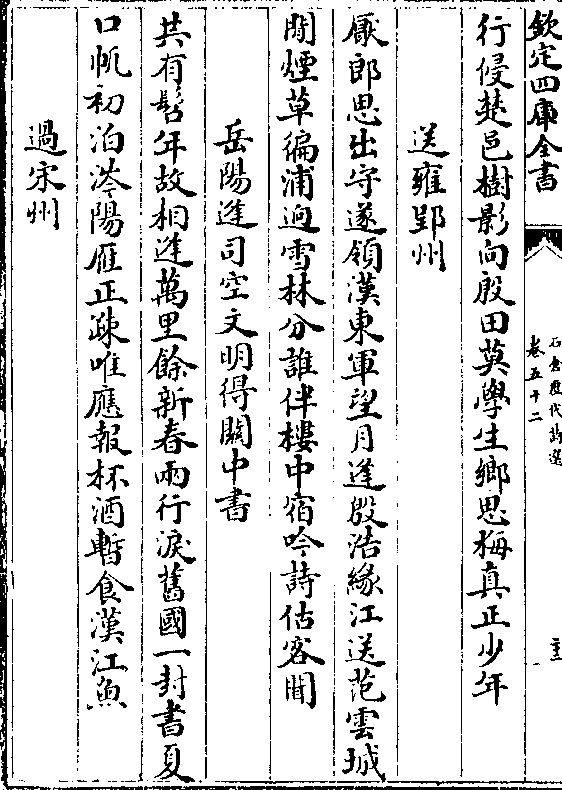 欽定四庫全書
石倉歴代詩選
卷五十二
行侵楚邑樹影向殷田莫學生鄉思梅真正少年
送雍郢州
厭郎思出守遂領漢東軍望月逢殷浩緣江送范雲城
閒煙草徧浦迥雪林分誰伴樓中宿吟詩估客聞
岳陽逢司空文明得關中書
共有髫年故相逢萬里餘新春兩行淚舊國一封書夏
口帆初泊涔陽雁正疎唯應報杯酒暫食漢江魚
過宋州